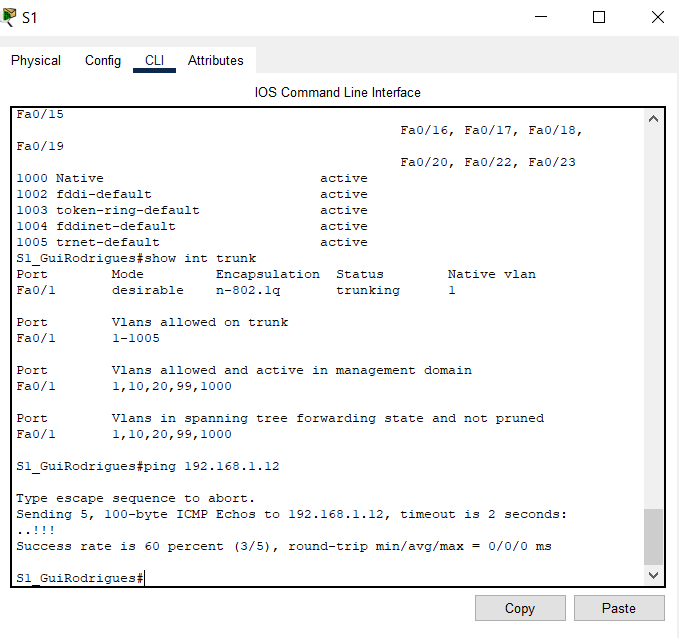 S1
Physical Config CLI Attributes
IOS Command Line Interface
Fa0/15
Fa0/16, Fa0/17, Fa0/18,
Fa0/19
Fa0/20, Fa0/22, Fa0/23
1000 Native active
1002 fddi-default active
1003 token-ring-default active
1004 fddinet-default active
1005 trnet-default active
S1_GuiRodrigues#show int trunk
Port Mode Encapsulation Status Native vlan
Fa0/1 desirable n-802.1q trunking 1
Port Vlans allowed on trunk
Fa0/1 1-1005
Port Vlans allowed and active in management domain
Fa0/1 1,10,20,99,1000
Port Vlans in spanning tree forwarding state and not pruned
Fa0/1 1,10,20,99,1000
S1_GuiRodrigues#ping 192.168.1.12
Type escape sequence to abort.
Sending 5, 100-byte ICMP Echos to 192.168.1.12, timeout is 2 seconds:
..!!!
Success rate is 60 percent (3/5), round-trip min/avg/max = 0/0/0 ms
S1_GuiRodrigues#
Copy Paste